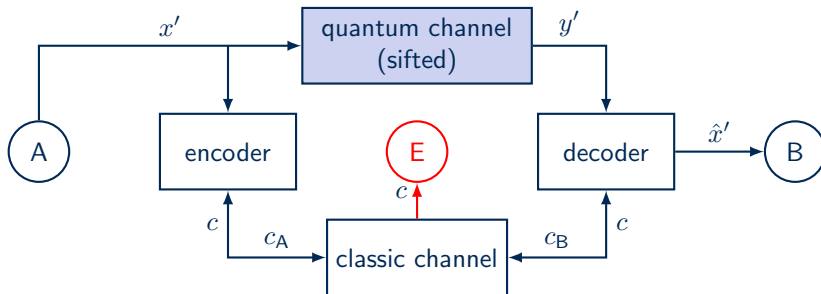 x′
quantum channel
(sifted)
y′
A
encoder
E
decoder
x̂′
B
c
c
c
c_A
c_B
classic channel